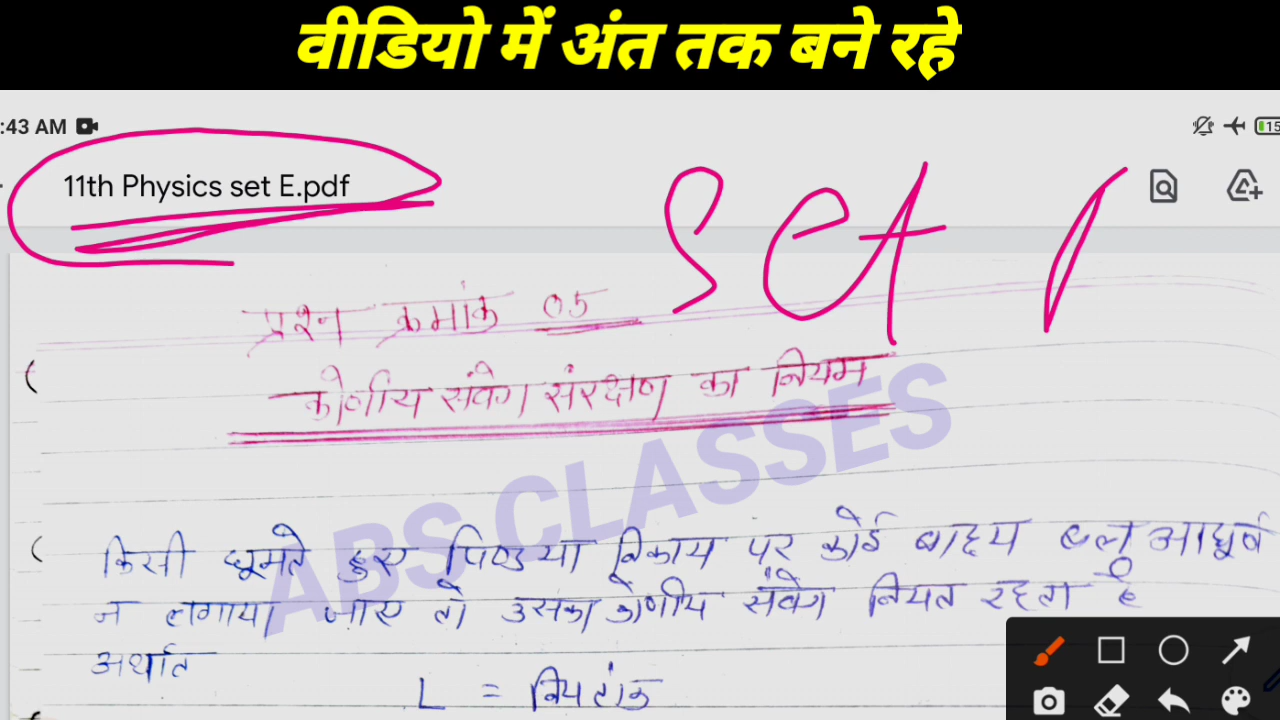 वीडियो में अंत तक बने रहे
:43 AM
15
11th Physics set E.pdf
Set
प्रश्न क्रमांक 05
कोणीय संवेग संरक्षण का नियम
ABS CLASSES
किसी घूमते हुए पिण्ड या निकाय पर कोई बाह्य बल आघूर्ण
न लगाया जाए तो उसका कोणीय संवेग नियत रहता है
अर्थात
L = नियतांक